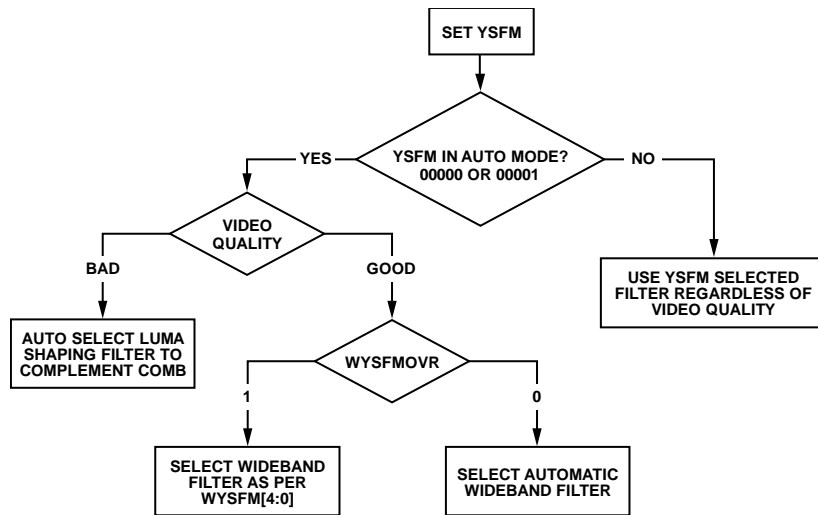 SET YSFM
YSFM IN AUTO MODE?
00000 OR 00001
YES
NO
VIDEO
QUALITY
BAD
GOOD
USE YSFM SELECTED
FILTER REGARDLESS OF
VIDEO QUALITY
AUTO SELECT LUMA
SHAPING FILTER TO
COMPLEMENT COMB
WYSFMOVR
1
0
SELECT WIDEBAND
FILTER AS PER
WYSFM[4:0]
SELECT AUTOMATIC
WIDEBAND FILTER